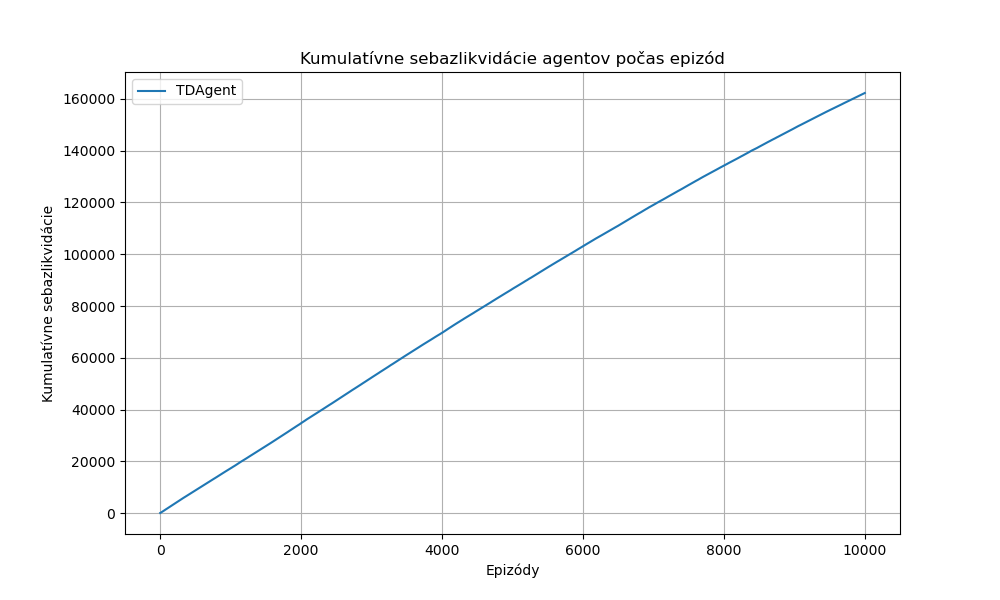 Kumulatívne sebazlikvidácie agentov počas epizód
TDAgent
Kumulatívne sebazlikvidácie
160000
140000
120000
100000
80000
60000
40000
20000
0
0 2000 4000 6000 8000 10000
Epizódy